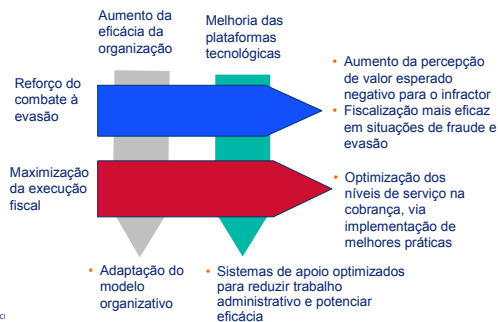 Aumento da
eficácia da
organização
Melhoria das
plataformas
tecnológicas
Reforço do
combate à
evasão
• Aumento da percepção
de valor esperado
negativo para o infractor
• Fiscalização mais eficaz
em situações de fraude e
evasão
Maximização
da execução
fiscal
• Optimização dos
níveis de serviço na
cobrança, via
implementação de
melhores práticas
• Adaptação do
modelo
organizativo
• Sistemas de apoio optimizados
para reduzir trabalho
administrativo e potenciar
eficácia